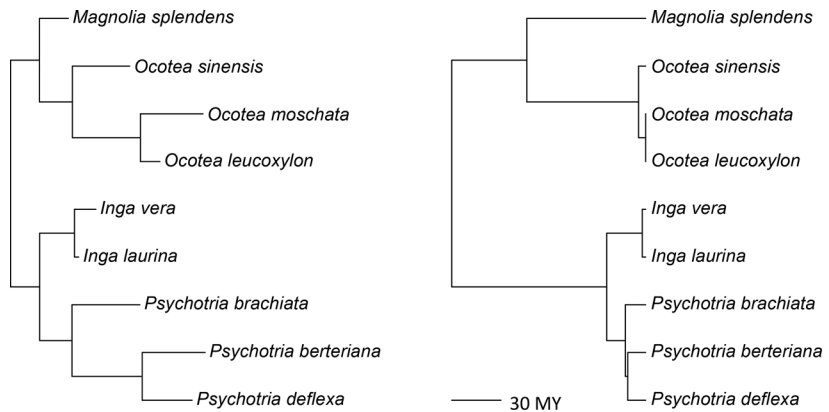 Magnolia splendens
Ocotea sinensis
Ocotea moschata
Ocotea leucoxylon
Inga vera
Inga laurina
Psychotria brachiata
Psychotria berteriana
Psychotria deflexa
Magnolia splendens
Ocotea sinensis
Ocotea moschata
Ocotea leucoxylon
Inga vera
Inga laurina
Psychotria brachiata
Psychotria berteriana
Psychotria deflexa
30 MY